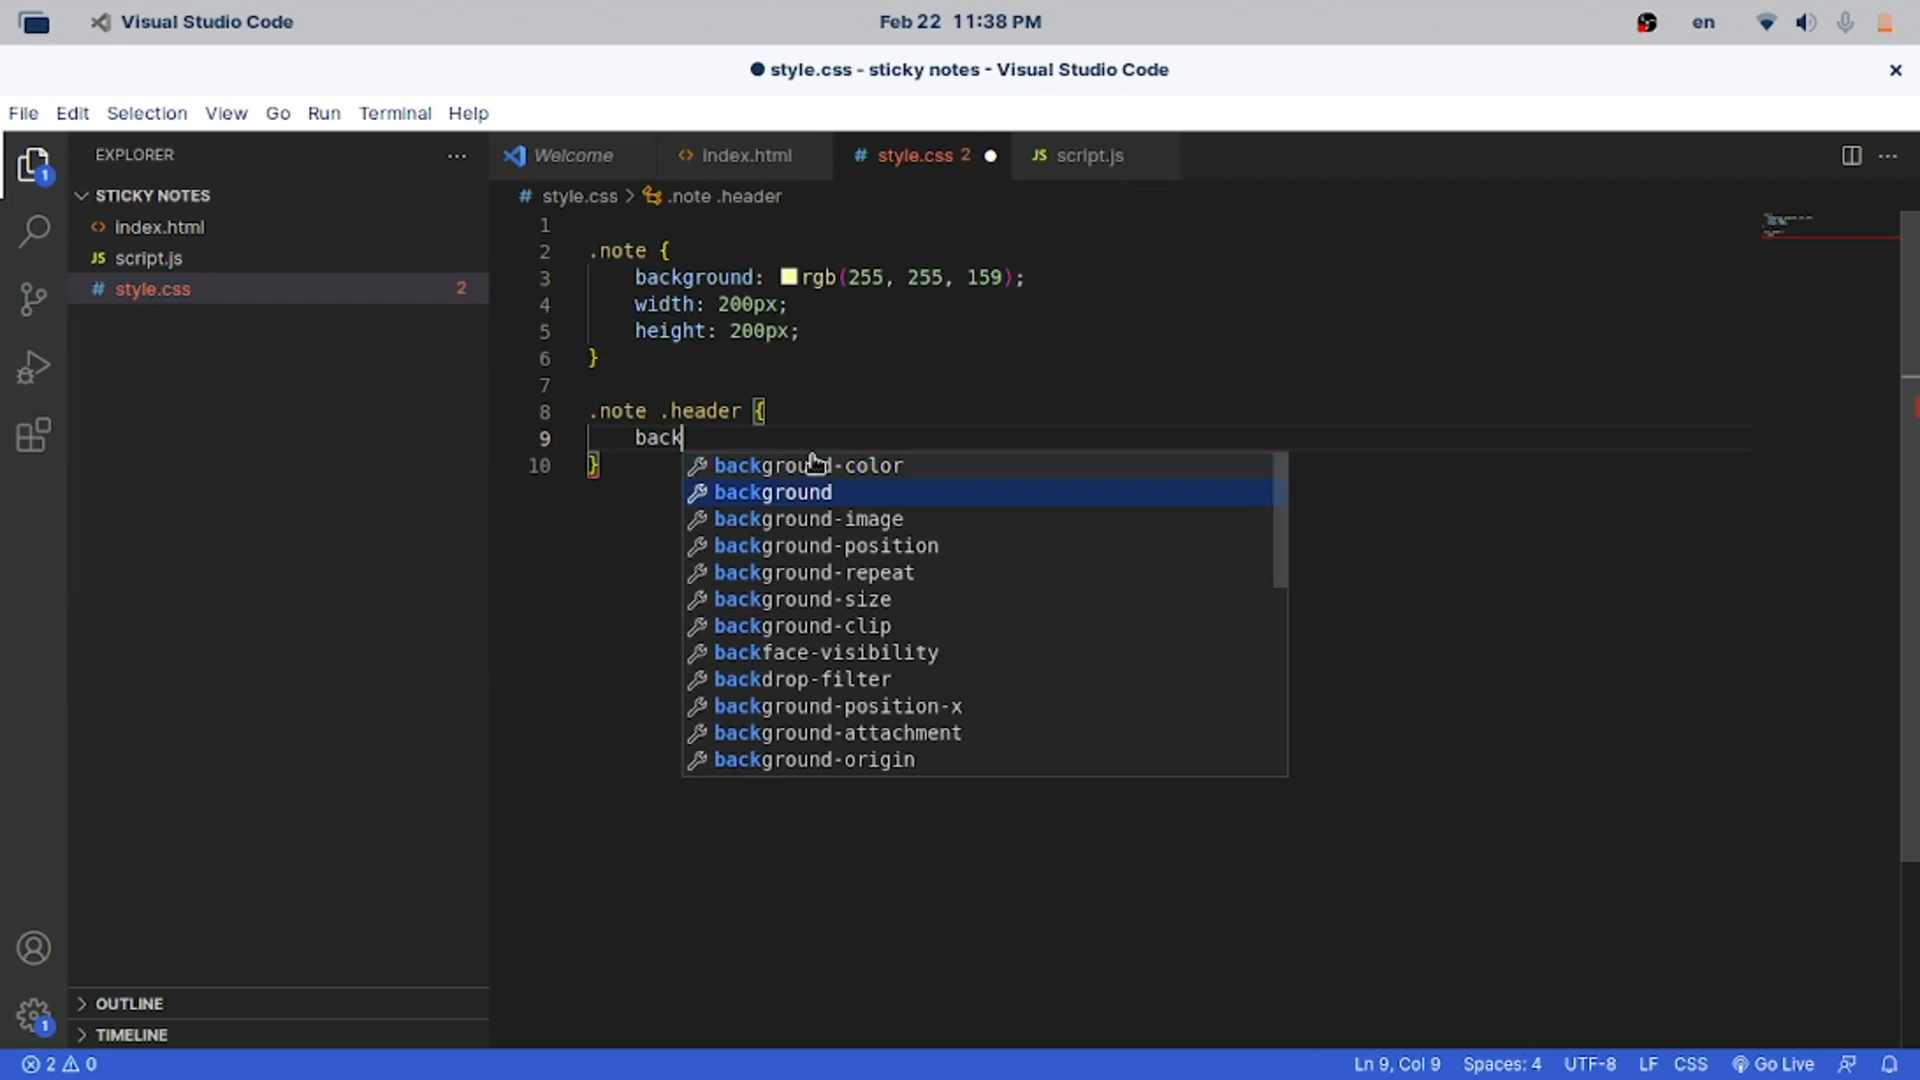 Visual Studio Code
Feb 22 11:38 PM
en
style.css - sticky notes - Visual Studio Code
File Edit Selection View Go Run Terminal Help
EXPLORER
Welcome
index.html
style.css 2
JS script.js
STICKY NOTES
# style.css > .note .header
index.html
JS script.js
# style.css 2
1
2 .note {
3 background: rgb(255, 255, 159);
4 width: 200px;
5 height: 200px;
6 }
7
8 .note .header {
9 back
10 }
background-color
background
background-image
background-position
background-repeat
background-size
background-clip
backface-visibility
backdrop-filter
background-position-x
background-attachment
background-origin
1
OUTLINE
1
TIMELINE
2 0
Ln 9, Col 9 Spaces: 4 UTF-8 LF CSS Go Live